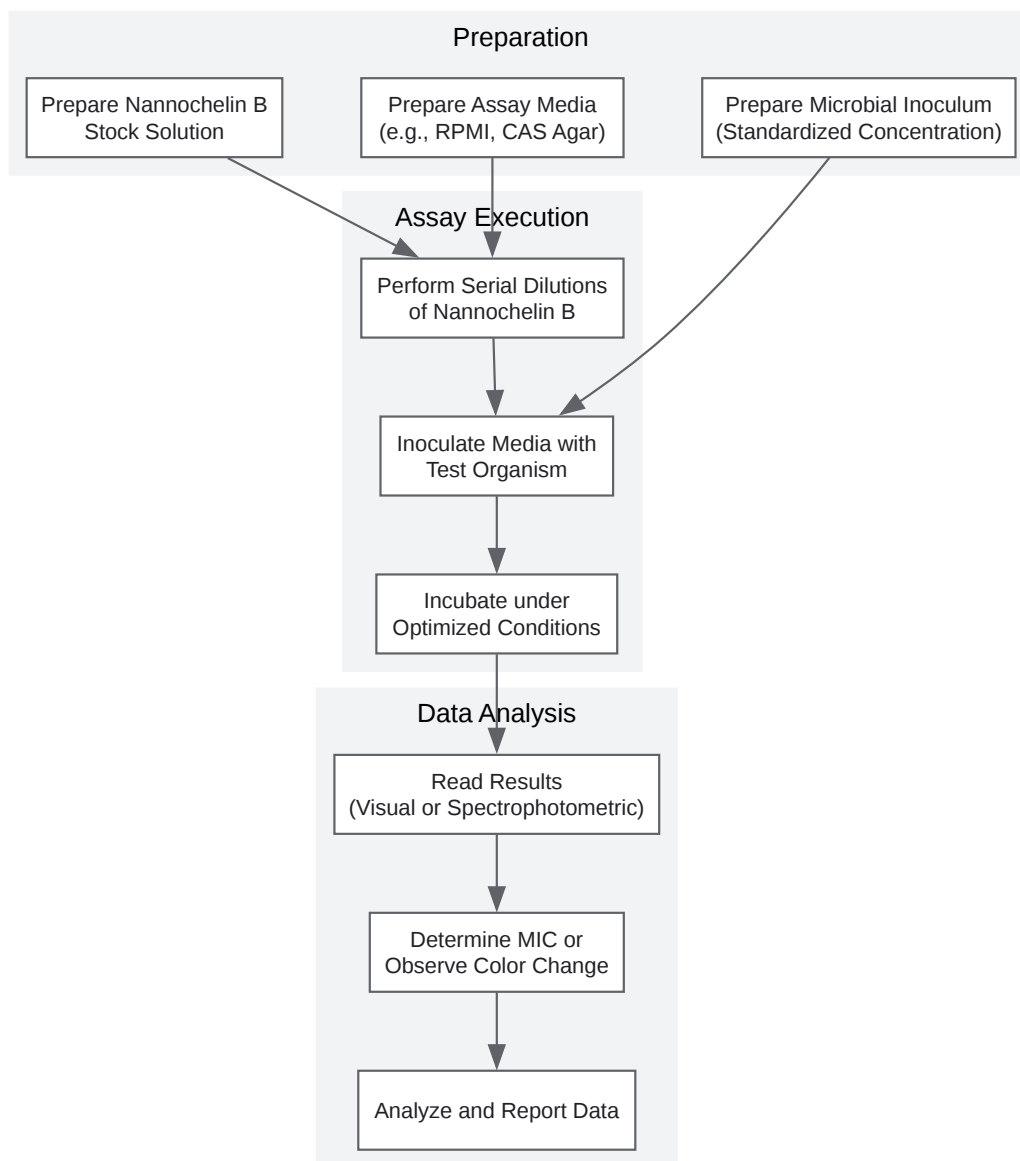 Preparation
Prepare Nannochelin B
Stock Solution
Prepare Assay Media
(e.g., RPMI, CAS Agar)
Prepare Microbial Inoculum
(Standardized Concentration)
Assay Execution
Perform Serial Dilutions
of Nannochelin B
Inoculate Media with
Test Organism
Incubate under
Optimized Conditions
Data Analysis
Read Results
(Visual or Spectrophotometric)
Determine MIC or
Observe Color Change
Analyze and Report Data